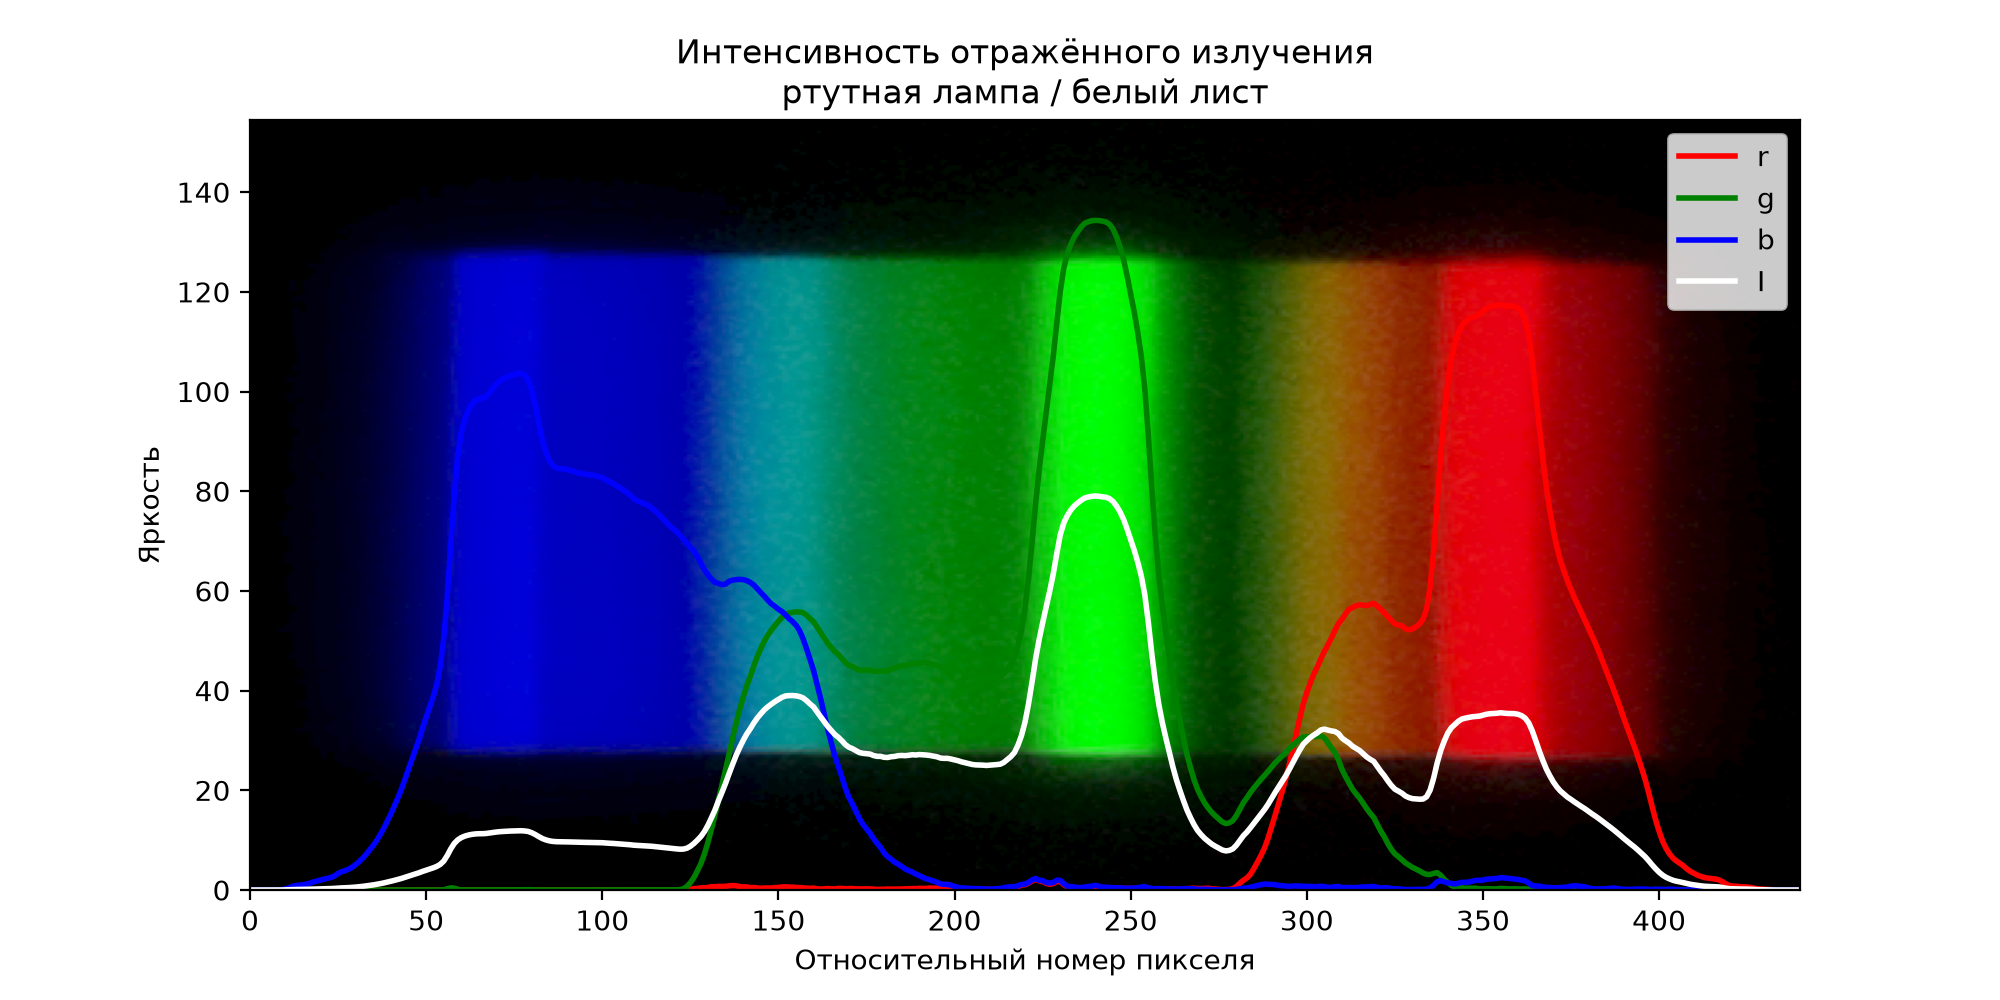 Интенсивность отражённого излучения
ртутная лампа / белый лист
r
g
b
l
140
120
100
80
60
40
20
0
Яркость
0 50 100 150 200 250 300 350 400
Относительный номер пикселя